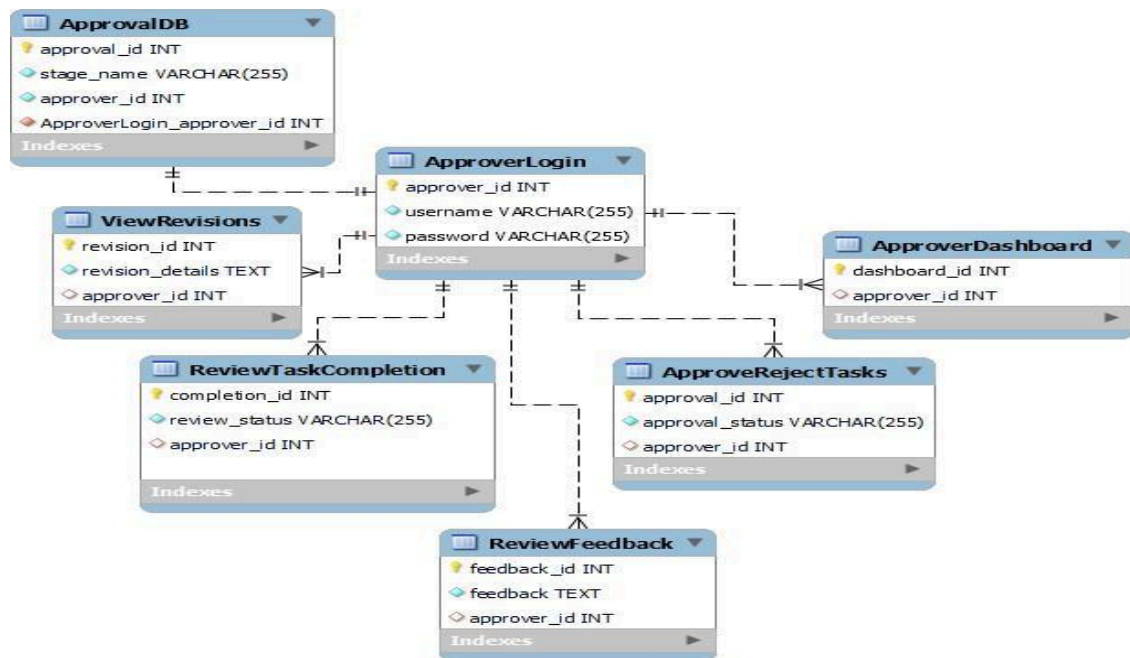 ApprovalDB
approval_id INT
stage_name VARCHAR(255)
approver_id INT
ApproverLogin_approver_id INT
Indexes
ApproverLogin
approver_id INT
username VARCHAR(255)
password VARCHAR(255)
Indexes
ViewRevisions
revision_id INT
revision_details TEXT
approver_id INT
Indexes
ApproverDashboard
dashboard_id INT
approver_id INT
Indexes
ReviewTaskCompletion
completion_id INT
review_status VARCHAR(255)
approver_id INT
Indexes
ApproveRejectTasks
approval_id INT
approval_status VARCHAR(255)
approver_id INT
Indexes
ReviewFeedback
feedback_id INT
feedback TEXT
approver_id INT
Indexes